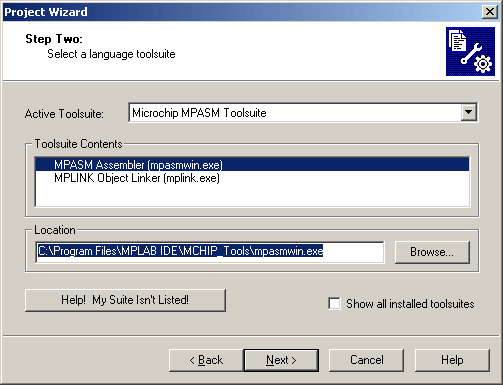 Project Wizard
Step Two:
Select a language toolsuite
Active Toolsuite: Microchip MPASM Toolsuite
Toolsuite Contents
MPASM Assembler (mpasmwin.exe)
MPLINK Object Linker (mplink.exe)
Location
C:\Program Files\MPLAB IDE\MCHIP_Tools\mpasmwin.exe Browse...
Help! My Suite Isn't Listed! Show all installed toolsuites
< Back Next > Cancel Help